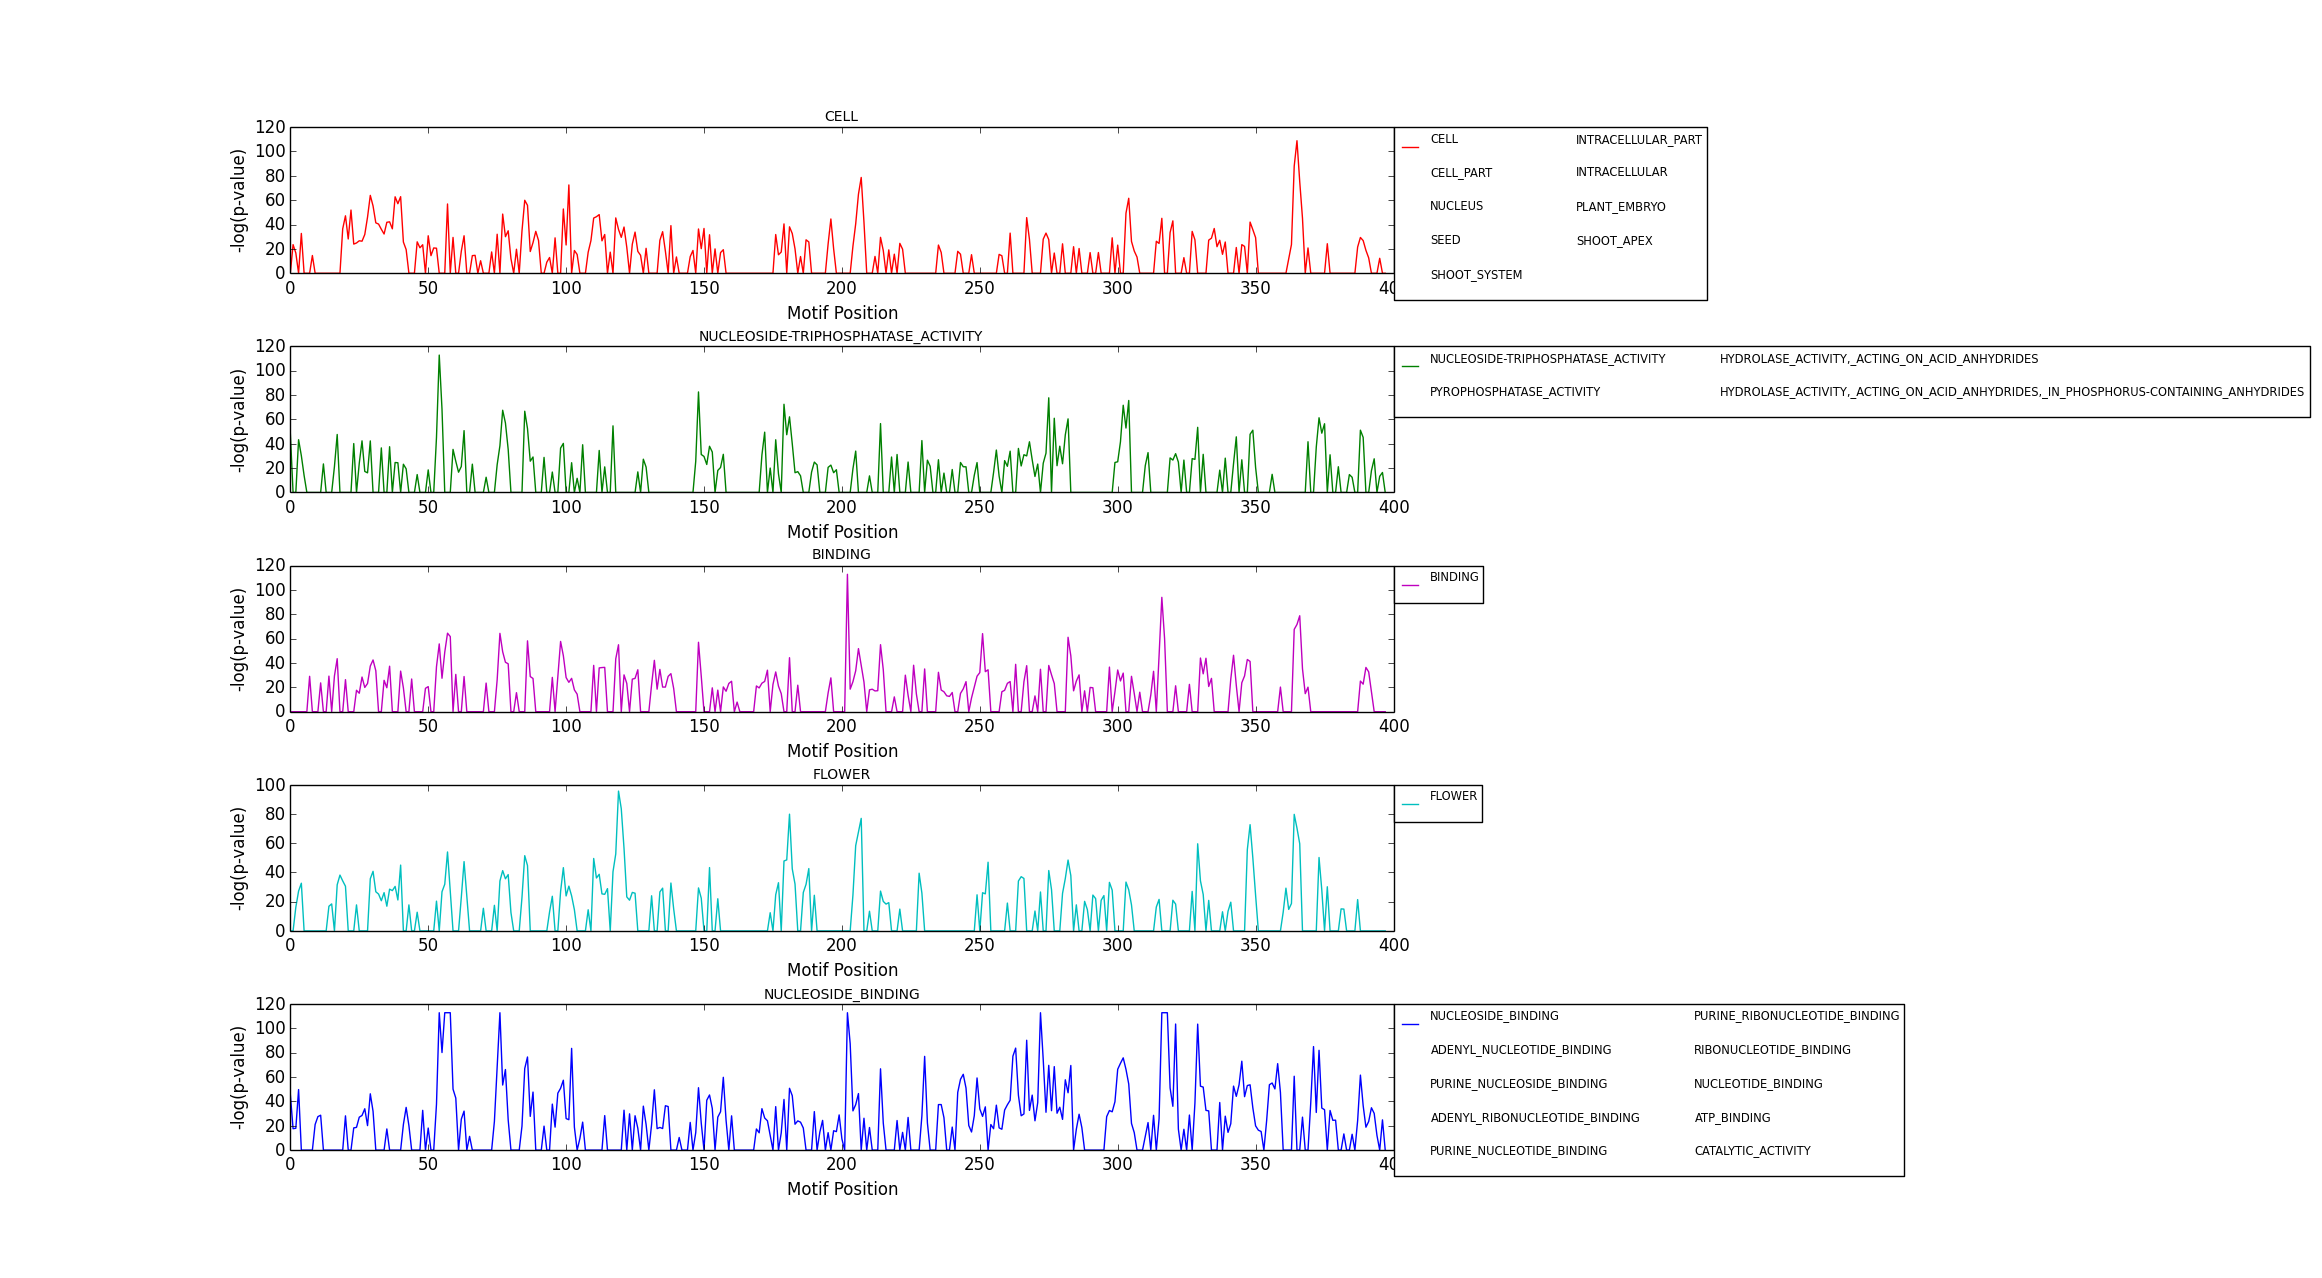 CELL
120
100
80
60
40
20
0
-log(p-value)
0 50 100 150 200 250 300 350 40
Motif Position
CELL INTRACELLULAR_PART
CELL_PART INTRACELLULAR
NUCLEUS PLANT_EMBRYO
SEED SHOOT_APEX
SHOOT_SYSTEM
NUCLEOSIDE-TRIPHOSPHATASE_ACTIVITY
120
100
80
60
40
20
0
-log(p-value)
0 50 100 150 200 250 300 350 400
Motif Position
NUCLEOSIDE-TRIPHOSPHATASE_ACTIVITY HYDROLASE_ACTIVITY,_ACTING_ON_ACID_ANHYDRIDES
PYROPHOSPHATASE_ACTIVITY HYDROLASE_ACTIVITY,_ACTING_ON_ACID_ANHYDRIDES,_IN_PHOSPHORUS-CONTAINING_ANHYDRIDES
BINDING
120
100
80
60
40
20
0
-log(p-value)
0 50 100 150 200 250 300 350 400
Motif Position
BINDING
FLOWER
100
80
60
40
20
0
-log(p-value)
0 50 100 150 200 250 300 350 400
Motif Position
FLOWER
NUCLEOSIDE_BINDING
120
100
80
60
40
20
0
-log(p-value)
0 50 100 150 200 250 300 350 40
Motif Position
NUCLEOSIDE_BINDING PURINE_RIBONUCLEOTIDE_BINDING
ADENYL_NUCLEOTIDE_BINDING RIBONUCLEOTIDE_BINDING
PURINE_NUCLEOSIDE_BINDING NUCLEOTIDE_BINDING
ADENYL_RIBONUCLEOTIDE_BINDING ATP_BINDING
PURINE_NUCLEOTIDE_BINDING CATALYTIC_ACTIVITY